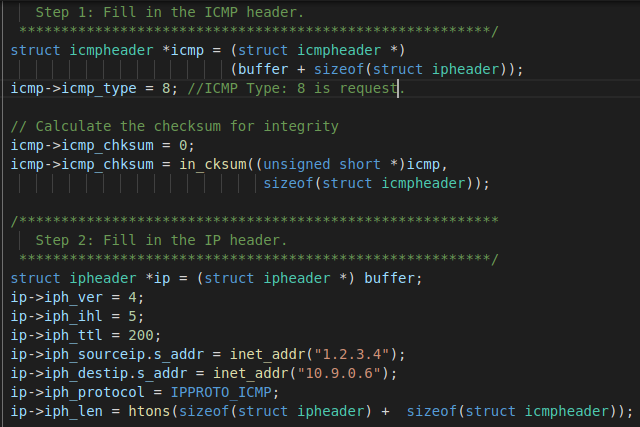 Step 1: Fill in the ICMP header.
*********************************************************/
struct icmpheader *icmp = (struct icmpheader *)
(buffer + sizeof(struct ipheader));
icmp->icmp_type = 8; //ICMP Type: 8 is request.
// Calculate the checksum for integrity
icmp->icmp_chksum = 0;
icmp->icmp_chksum = in_cksum((unsigned short *)icmp,
sizeof(struct icmpheader));
/*********************************************************
Step 2: Fill in the IP header.
*********************************************************/
struct ipheader *ip = (struct ipheader *) buffer;
ip->iph_ver = 4;
ip->iph_ihl = 5;
ip->iph_ttl = 200;
ip->iph_sourceip.s_addr = inet_addr("1.2.3.4");
ip->iph_destip.s_addr = inet_addr("10.9.0.6");
ip->iph_protocol = IPPROTO_ICMP;
ip->iph_len = htons(sizeof(struct ipheader) +  sizeof(struct icmpheader));